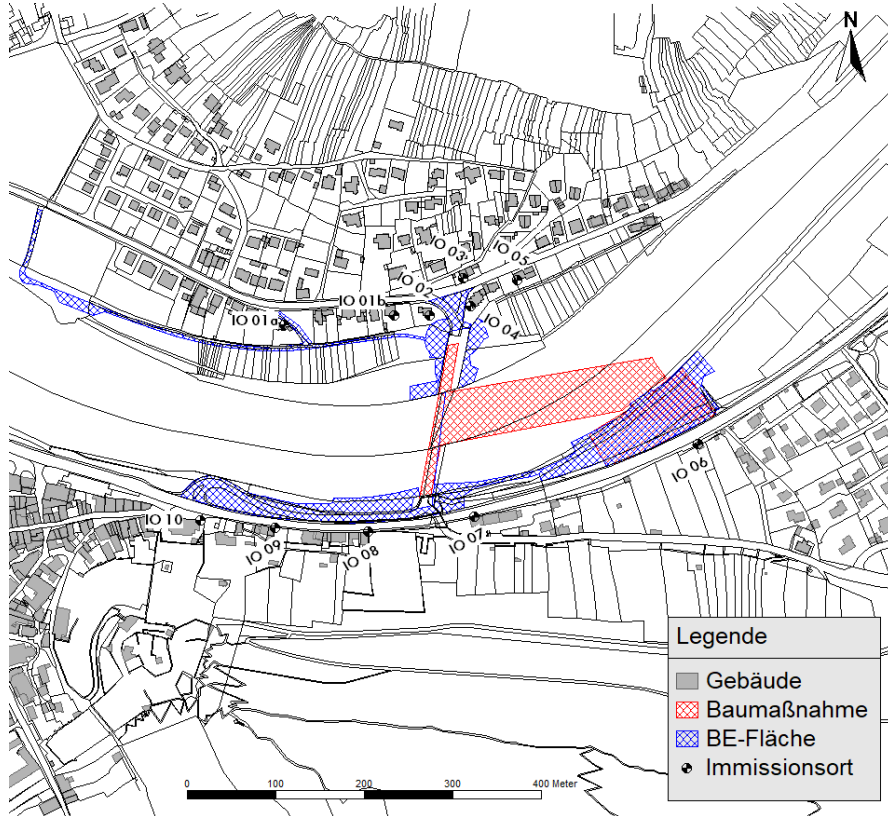 N
IO 03
IO 05
IO 02
IO 01b
IO 01a
IO 04
IO 06
IO 10
IO 09
IO 08
IO 07
Legende
Gebäude
Baumaßnahme
BE-Fläche
Immissionsort
0 100 200 300 400 Meter